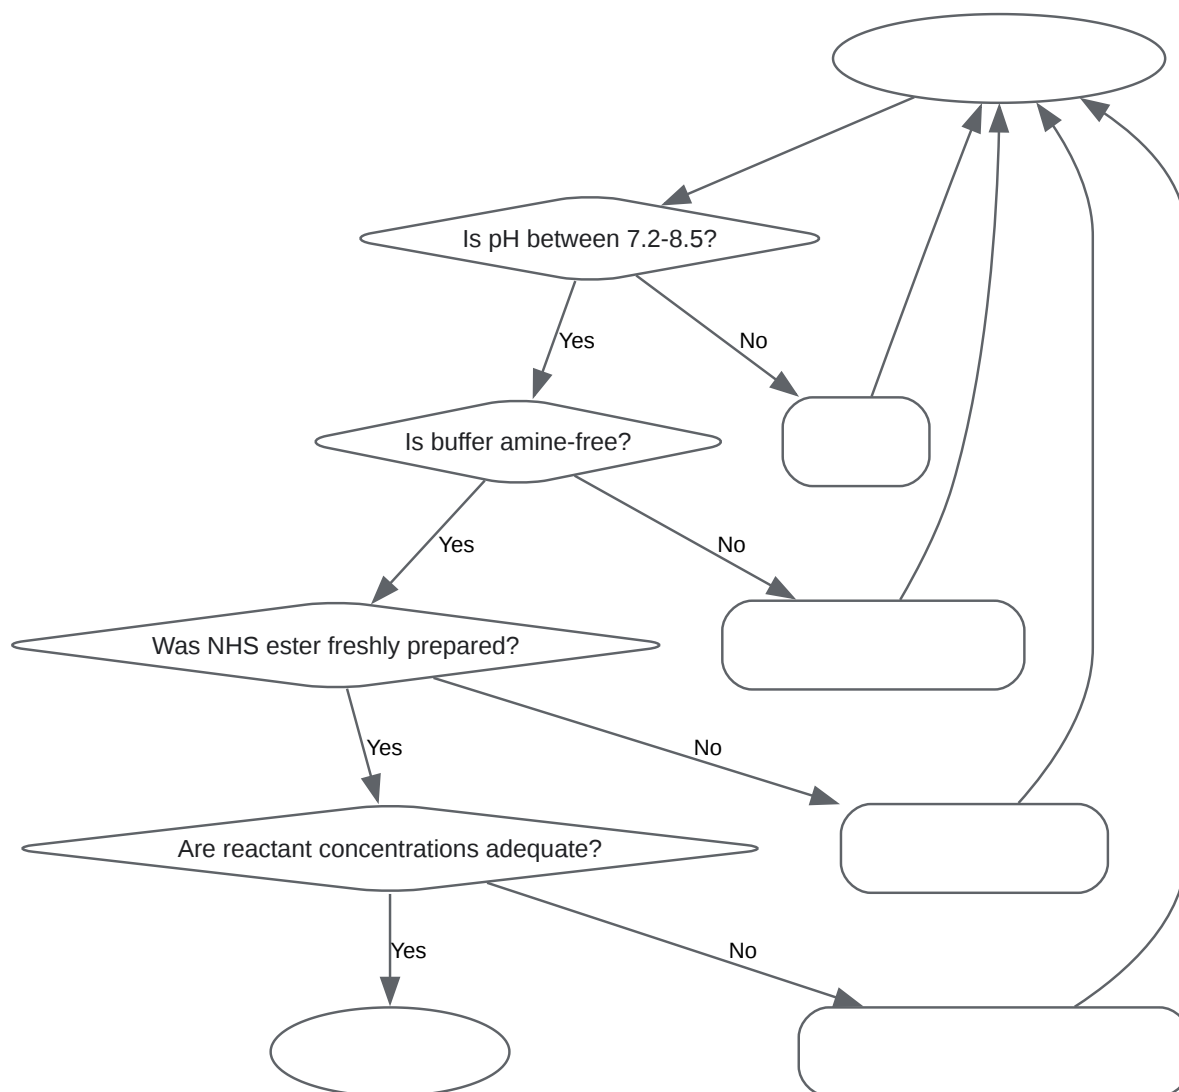 Is pH between 7.2-8.5?
Yes
No
Is buffer amine-free?
Yes
No
Was NHS ester freshly prepared?
Yes
No
Are reactant concentrations adequate?
Yes
No